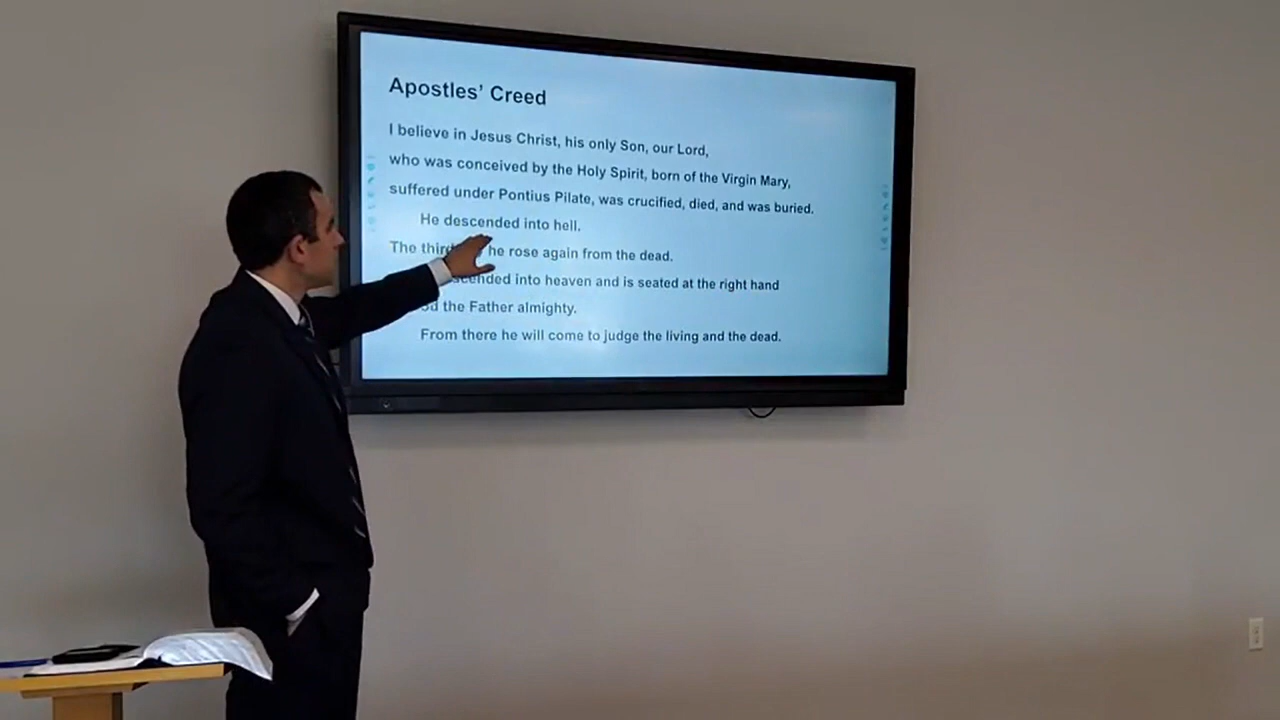 Apostles' Creed
I believe in Jesus Christ, his only Son, our Lord,
who was conceived by the Holy Spirit, born of the Virgin Mary,
suffered under Pontius Pilate, was crucified, died, and was buried.
He descended into hell.
The third he rose again from the dead.
into heaven and is seated at the right hand
the Father almighty.
From there he will come to judge the living and the dead.